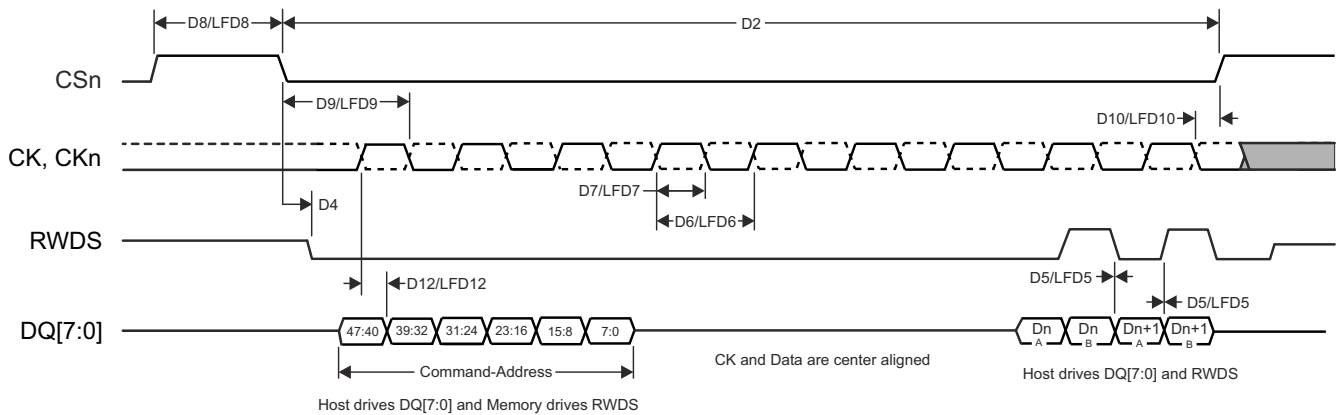 D8/LFD8 D2
CSn
D9/LFD9 D10/LFD10
CK, CKn
D7/LFD7
D4
D6/LFD6
RWDS
D12/LFD12 D5/LFD5
D5/LFD5
DQ[7:0] 47:40 39:32 31:24 23:16 15:8 7:0 Dn A Dn B Dn+1 A Dn+1 B
Command-Address CK and Data are center aligned
Host drives DQ[7:0] and RWDS
Host drives DQ[7:0] and Memory drives RWDS